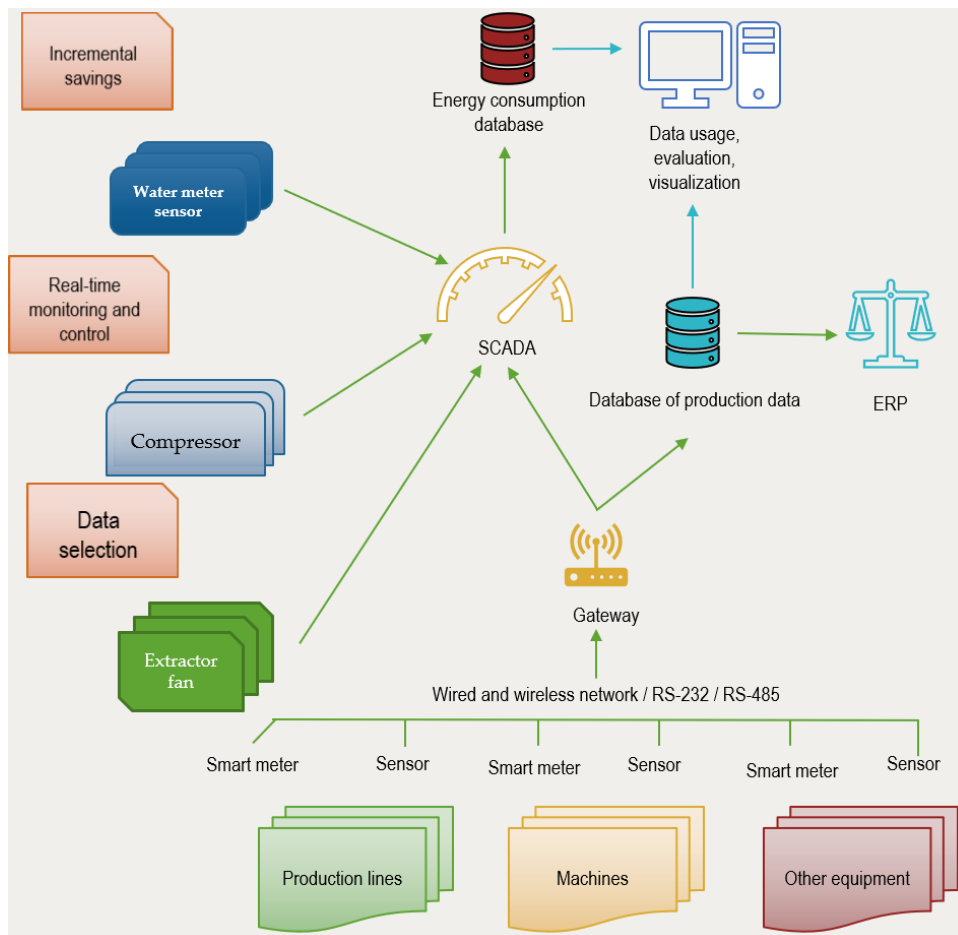 Incremental
savings
Energy consumption
database
Data usage,
evaluation,
visualization
Water meter
sensor
Real-time
monitoring and
control
SCADA
Database of production data
ERP
Compressor
Data
selection
Gateway
Extractor
fan
Wired and wireless network / RS-232 / RS-485
Smart meter
Sensor
Smart meter
Sensor
Smart meter
Sensor
Production lines
Machines
Other equipment